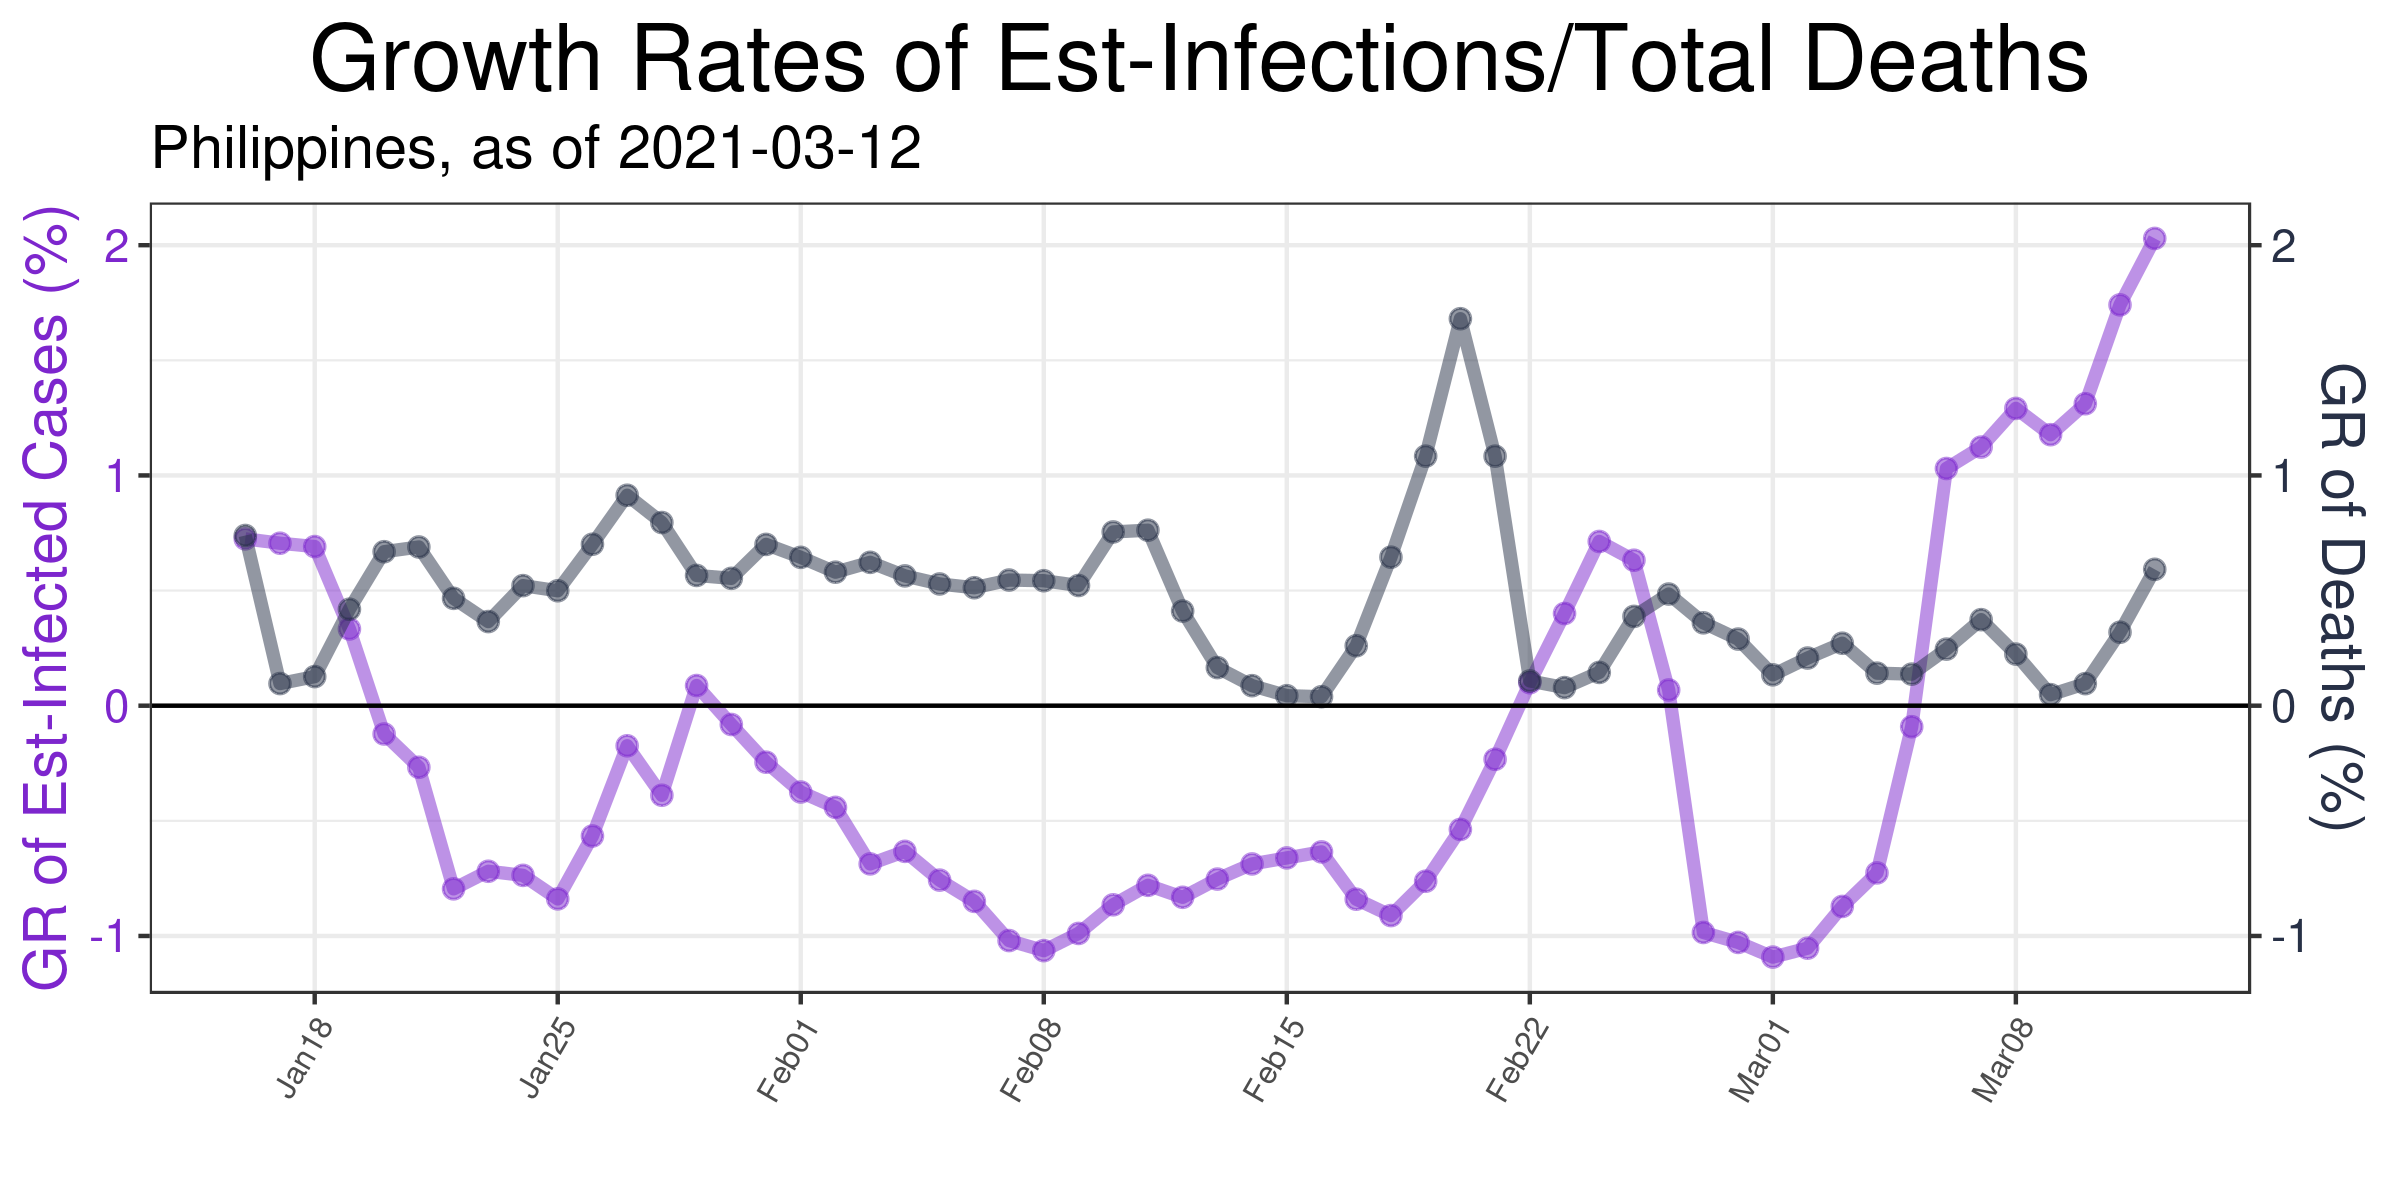 Growth Rates of Est-Infections/Total Deaths
Philippines, as of 2021-03-12
GR of Est-Infected Cases (%)
2
1
0
-1
2
1
0
-1
GR of Deaths (%)
Jan18
Jan25
Feb01
Feb08
Feb15
Feb22
Mar01
Mar08